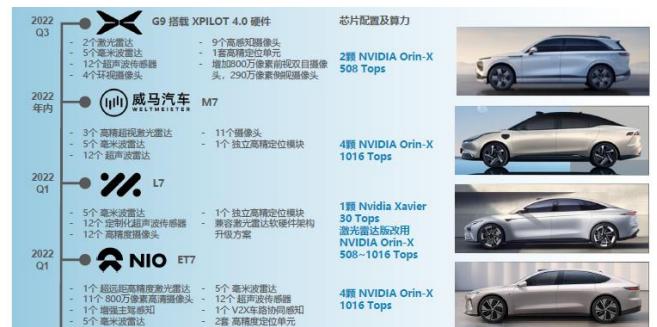 2022
Q3
G9 搭载 XPILOT 4.0 硬件
芯片配置及算力
- 2个激光雷达
- 5个毫米波雷达
- 12个超声波传感器
- 4个环视摄像头
- 9个高感知摄像头
- 1套高精定位单元
- 增加800万像素前视双目摄像
头，290万像素侧视摄像头
2颗 NVIDIA Orin-X
508 Tops
2022
年内
威马汽车
WELTMEISTER
M7
- 3个 高精超视激光雷达
- 5个 毫米波雷达
- 12个 超声波雷达
- 11个摄像头
- 1个 独立高精定位模块
4颗 NVIDIA Orin-X
1016 Tops
2022
Q1
L7
- 5个 毫米波雷达
- 12个 定制化超声波传感器
- 12个 高精度摄像头
- 1个 独立高精定位模块
- 兼容激光雷达软硬件架构
升级方案
1颗 Nvidia Xavier
30 Tops
激光雷达版改用
NVIDIA Orin-X
508~1016 Tops
2022
Q1
NIO
ET7
- 1个 超远距高精度激光雷达
- 11个 800万像素高清摄像头
- 1个 增强主驾感知
- 5个 毫米波雷达
- 5个 毫米波雷达
- 12个 超声波传感器
- 1个 V2X车路协同感知
- 2套 高精度定位单元
4颗 NVIDIA Orin-X
1016 Tops